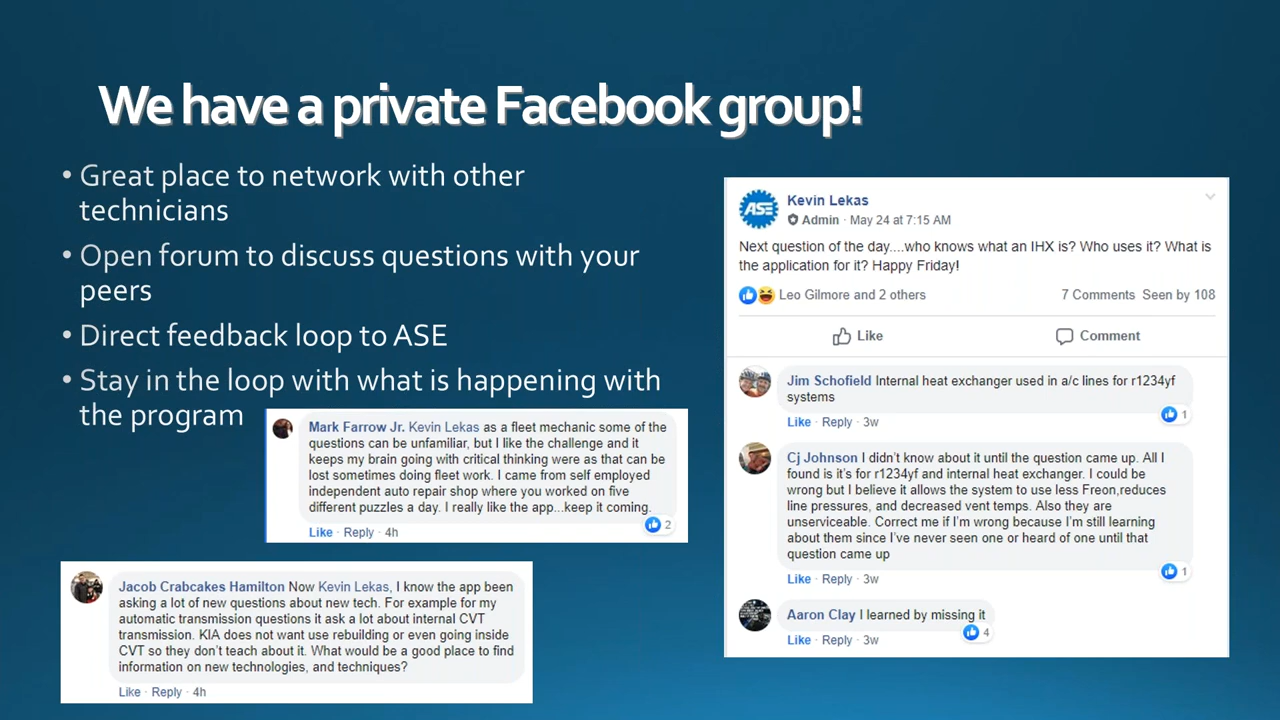 We have a private Facebook group!
• Great place to network with other
technicians
• Open forum to discuss questions with your
peers
• Direct feedback loop to ASE
• Stay in the loop with what is happening with
the program
Mark Farrow Jr. Kevin Lekas as a fleet mechanic some of the
questions can be unfamiliar, but I like the challenge and it
keeps my brain going with critical thinking were as that can be
lost sometimes doing fleet work. I came from self employed
independent auto repair shop where you worked on five
different puzzles a day. I really like the app...keep it coming.
2
Like · Reply · 4h
Jacob Crabcakes Hamilton Now Kevin Lekas, I know the app been
asking a lot of new questions about new tech. For example for my
automatic transmission questions it ask a lot about internal CVT
transmission. KIA does not want use rebuilding or even going inside
CVT so they don't teach about it. What would be a good place to find
information on new technologies, and techniques?
Like · Reply · 4h
ASE
Kevin Lekas
Admin · May 24 at 7:15 AM
Next question of the day....who knows what an IHX is? Who uses it? What is
the application for it? Happy Friday!
Leo Gilmore and 2 others 7 Comments Seen by 108
Like Comment
Jim Schofield Internal heat exchanger used in a/c lines for r1234yf
systems
1
Like · Reply · 3w
Cj Johnson I didn't know about it until the question came up. All I
found is it's for r1234yf and internal heat exchanger. I could be
wrong but I believe it allows the system to use less Freon,reduces
line pressures, and decreased vent temps. Also they are
unserviceable. Correct me if I'm wrong because I'm still learning
about them since I've never seen one or heard of one until that
question came up
1
Like · Reply · 3w
Aaron Clay I learned by missing it
4
Like · Reply · 3w